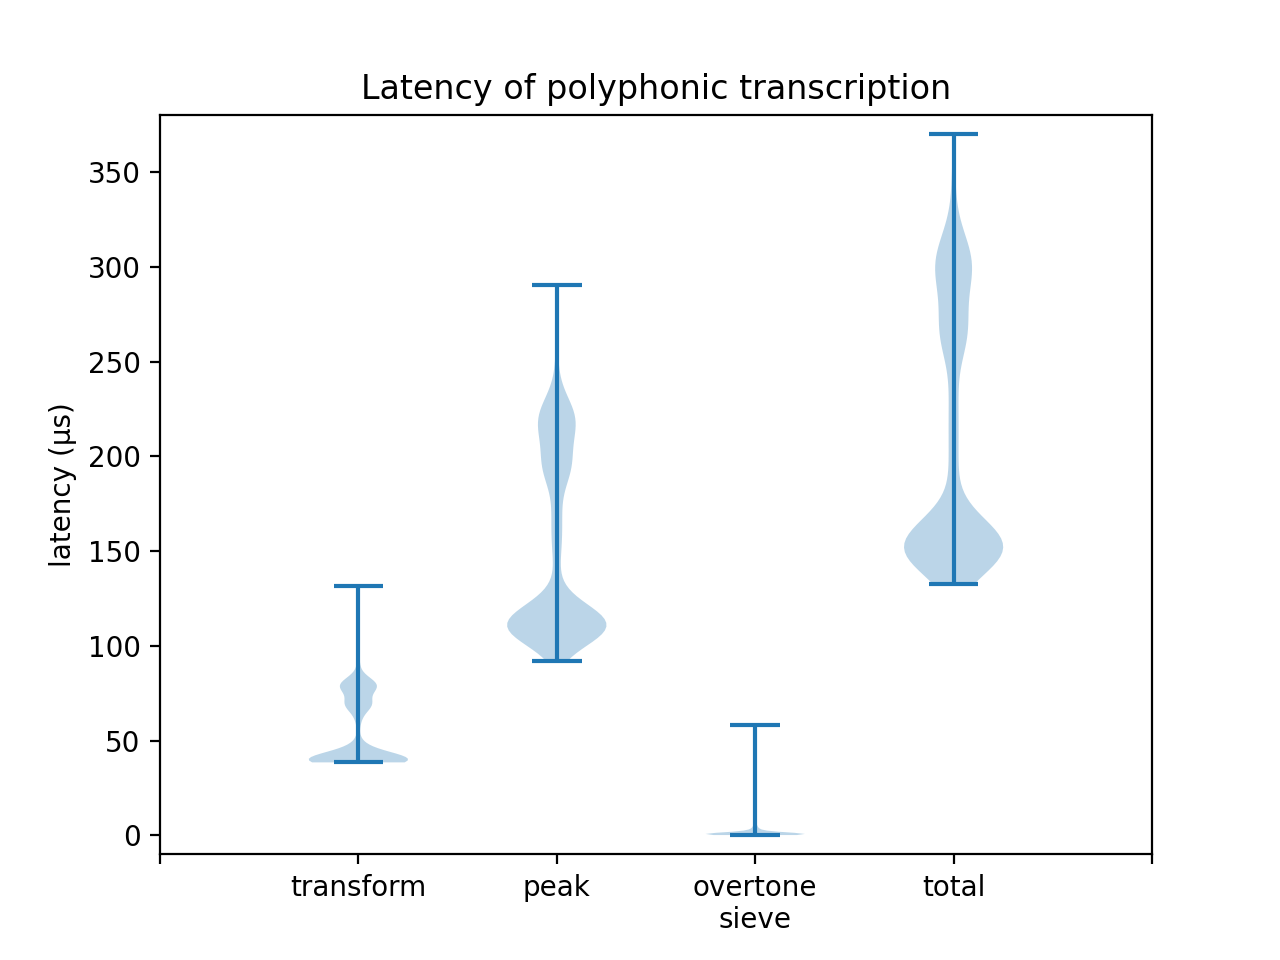 Latency of polyphonic transcription
latency (µs)
350
300
250
200
150
100
50
0
transform peak overtone sieve total